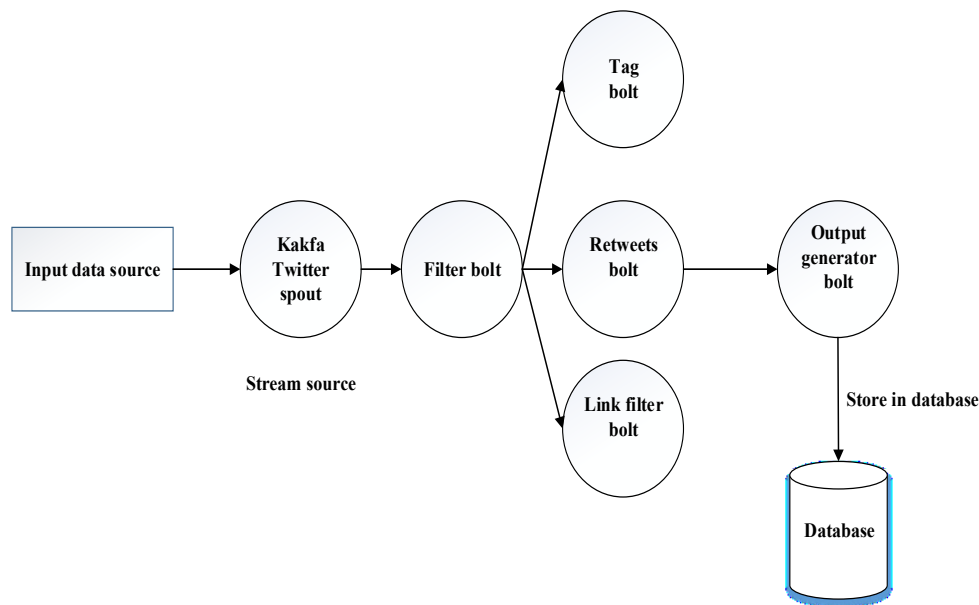 Tag
bolt
Input data source
Kakfa
Twitter
spout
Filter bolt
Retweets
bolt
Output
generator
bolt
Stream source
Link filter
bolt
Store in database
Database